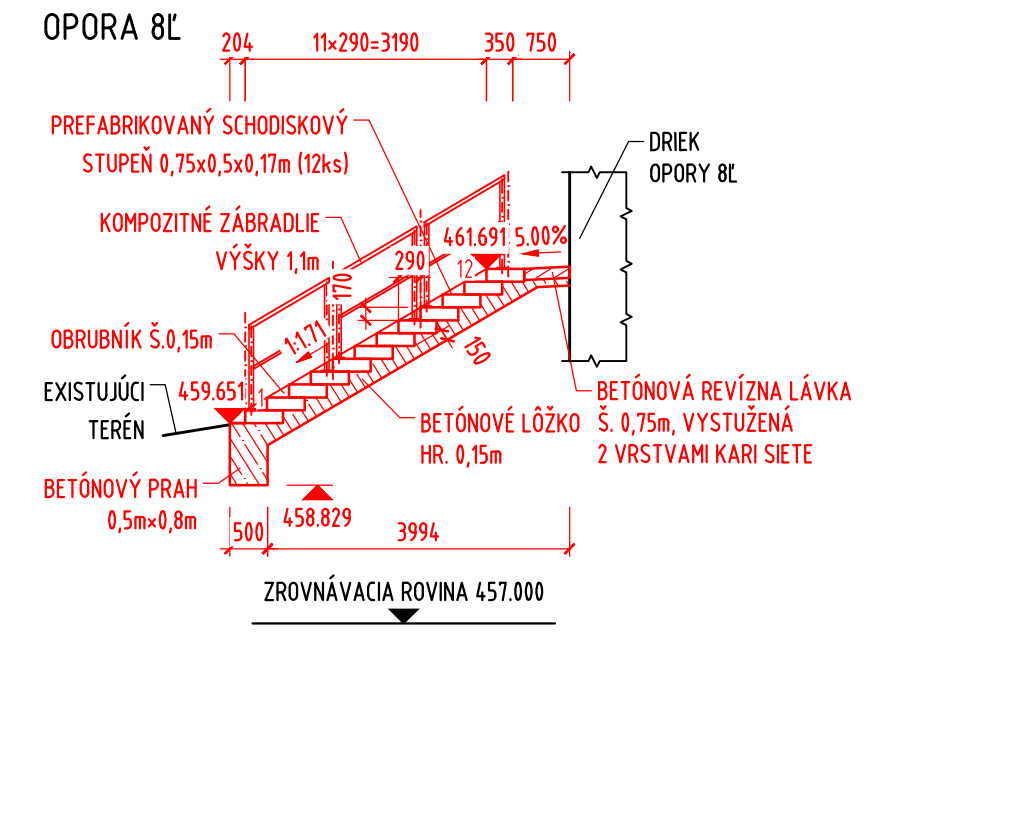 OPORA 8Ľ
204 11×290=3190 350 750
PREFABRIKOVANÝ SCHODISKOVÝ
STUPEŇ 0,75x0,5x0,17m (12ks)
DRIEK
OPORY 8Ľ
KOMPOZITNÉ ZÁBRADLIE
VÝŠKY 1,1m
461.691 5.00%
290
12
170
OBRUBNÍK Š.0,15m
1:1.71
150
EXISTUJÚCI
TERÉN
459.651
1
BETÓNOVÁ REVÍZNA LÁVKA
Š. 0,75m, VYSTUŽENÁ
2 VRSTVAMI KARI SIETE
BETÓNOVÉ LÔŽKO
HR. 0,15m
BETÓNOVÝ PRAH
0,5m×0,8m
458.829
500 3994
ZROVNÁVACIA ROVINA 457.000